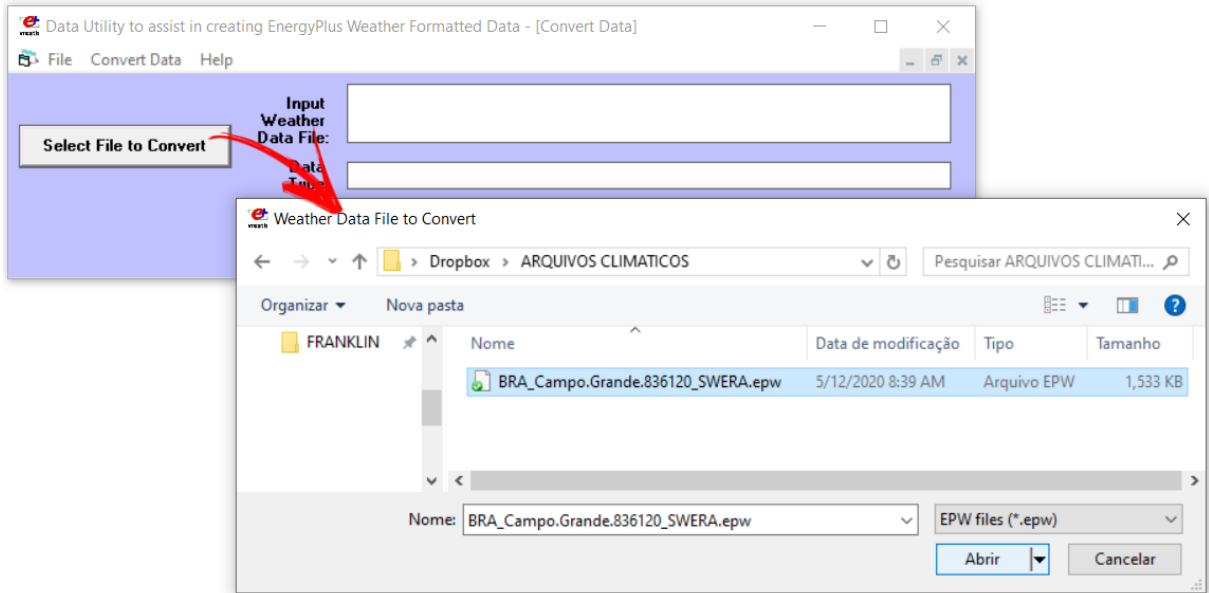 Data Utility to assist in creating EnergyPlus Weather Formatted Data - [Convert Data]
File Convert Data Help
Input
Weather
Data File:
Select File to Convert
Data
Weather Data File to Convert
Dropbox > ARQUIVOS CLIMATICOS
Pesquisar ARQUIVOS CLIMATI...
Organizar
Nova pasta
FRANKLIN
Nome
Data de modificação
Tipo
Tamanho
BRA_Campo.Grande.836120_SWERA.epw
5/12/2020 8:39 AM
Arquivo EPW
1,533 KB
Nome:
BRA_Campo.Grande.836120_SWERA.epw
EPW files (*.epw)
Abrir
Cancelar